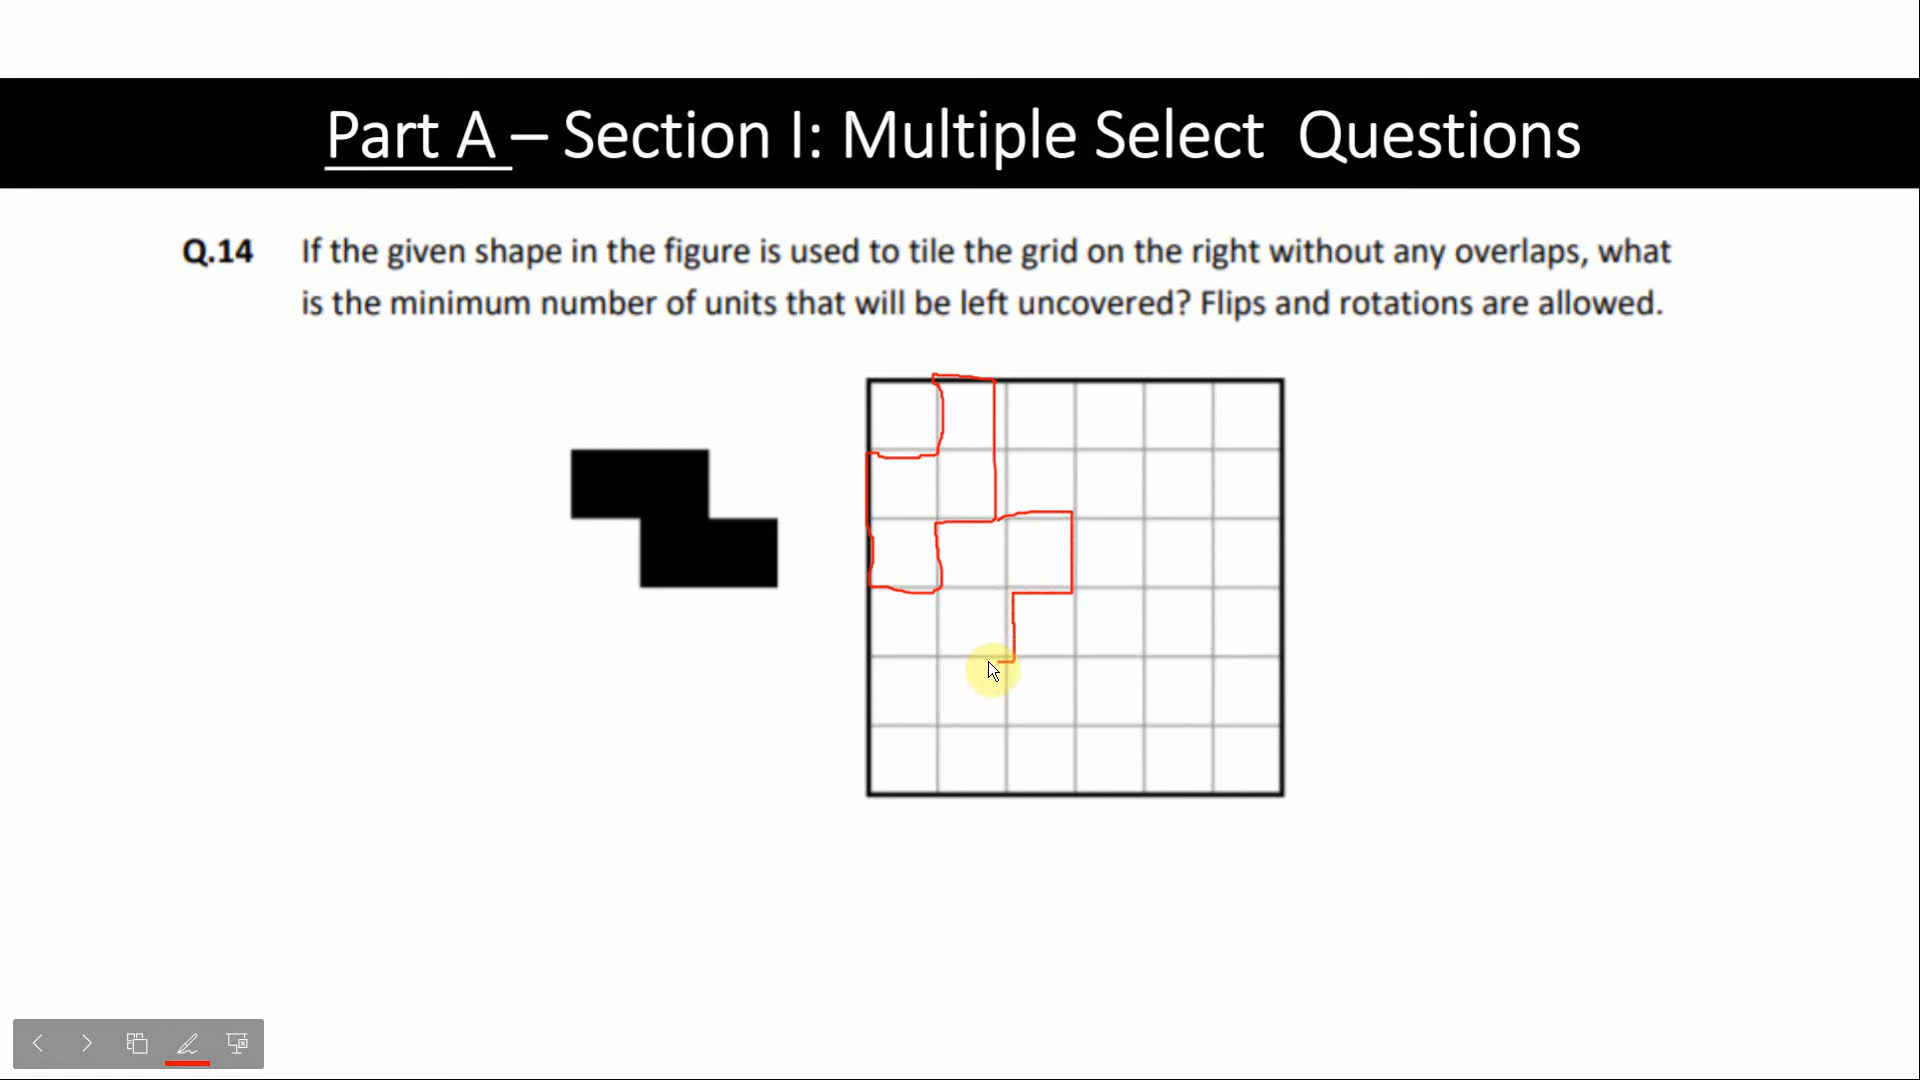 Part A – Section I: Multiple Select Questions
Q.14 If the given shape in the figure is used to tile the grid on the right without any overlaps, what
is the minimum number of units that will be left uncovered? Flips and rotations are allowed.